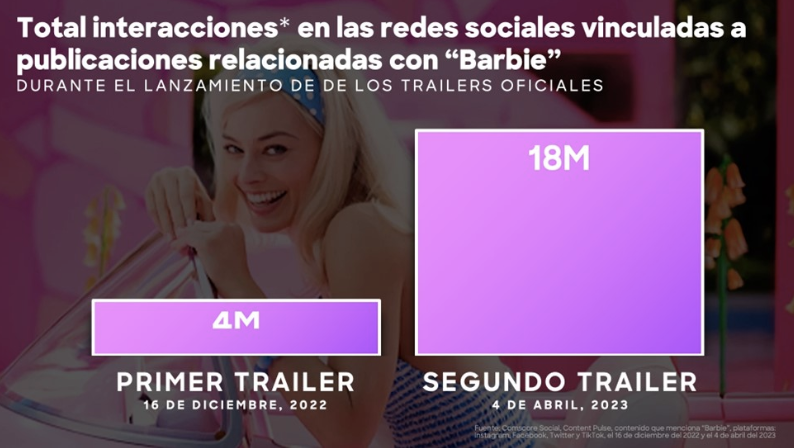 Total interacciones* en las redes sociales vinculadas a
publicaciones relacionadas con “Barbie”
DURANTE EL LANZAMIENTO DE DE LOS TRAILERS OFICIALES
18M
4M
PRIMER TRAILER
16 DE DICIEMBRE, 2022
SEGUNDO TRAILER
4 DE ABRIL, 2023
Fuente: Comscore Social, Content Pulse, contenido que menciona “Barbie”, plataformas:
Instagram, Facebook, Twitter y TikTok, el 16 de diciembre del 2022 y el 4 de abril del 2023